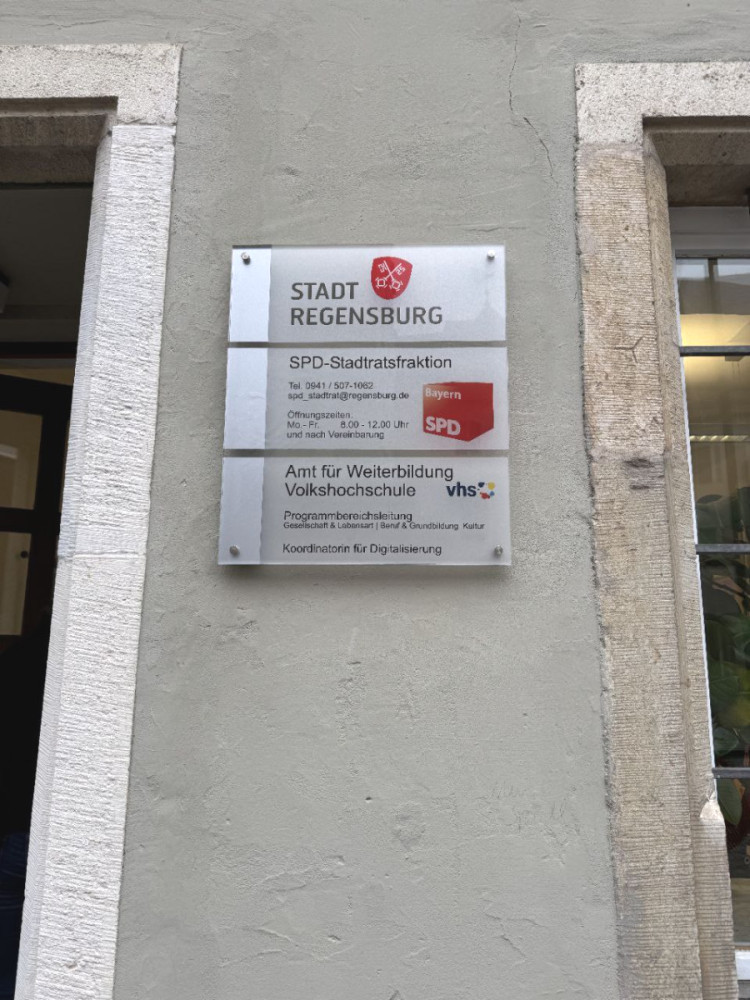 STADT
REGENSBURG
SPD-Stadtratsfraktion
Tel. 0941 / 507-1062
spd_stadtrat@regensburg.de
Öffnungszeiten:
Mo.- Fr. 8.00 - 12.00 Uhr
und nach Vereinbarung
Bayern
SPD
Amt für Weiterbildung
Volkshochschule
vhs
Programmbereichsleitung
Gesellschaft & Lebensart | Beruf & Grundbildung Kultur
Koordinatorin für Digitalisierung